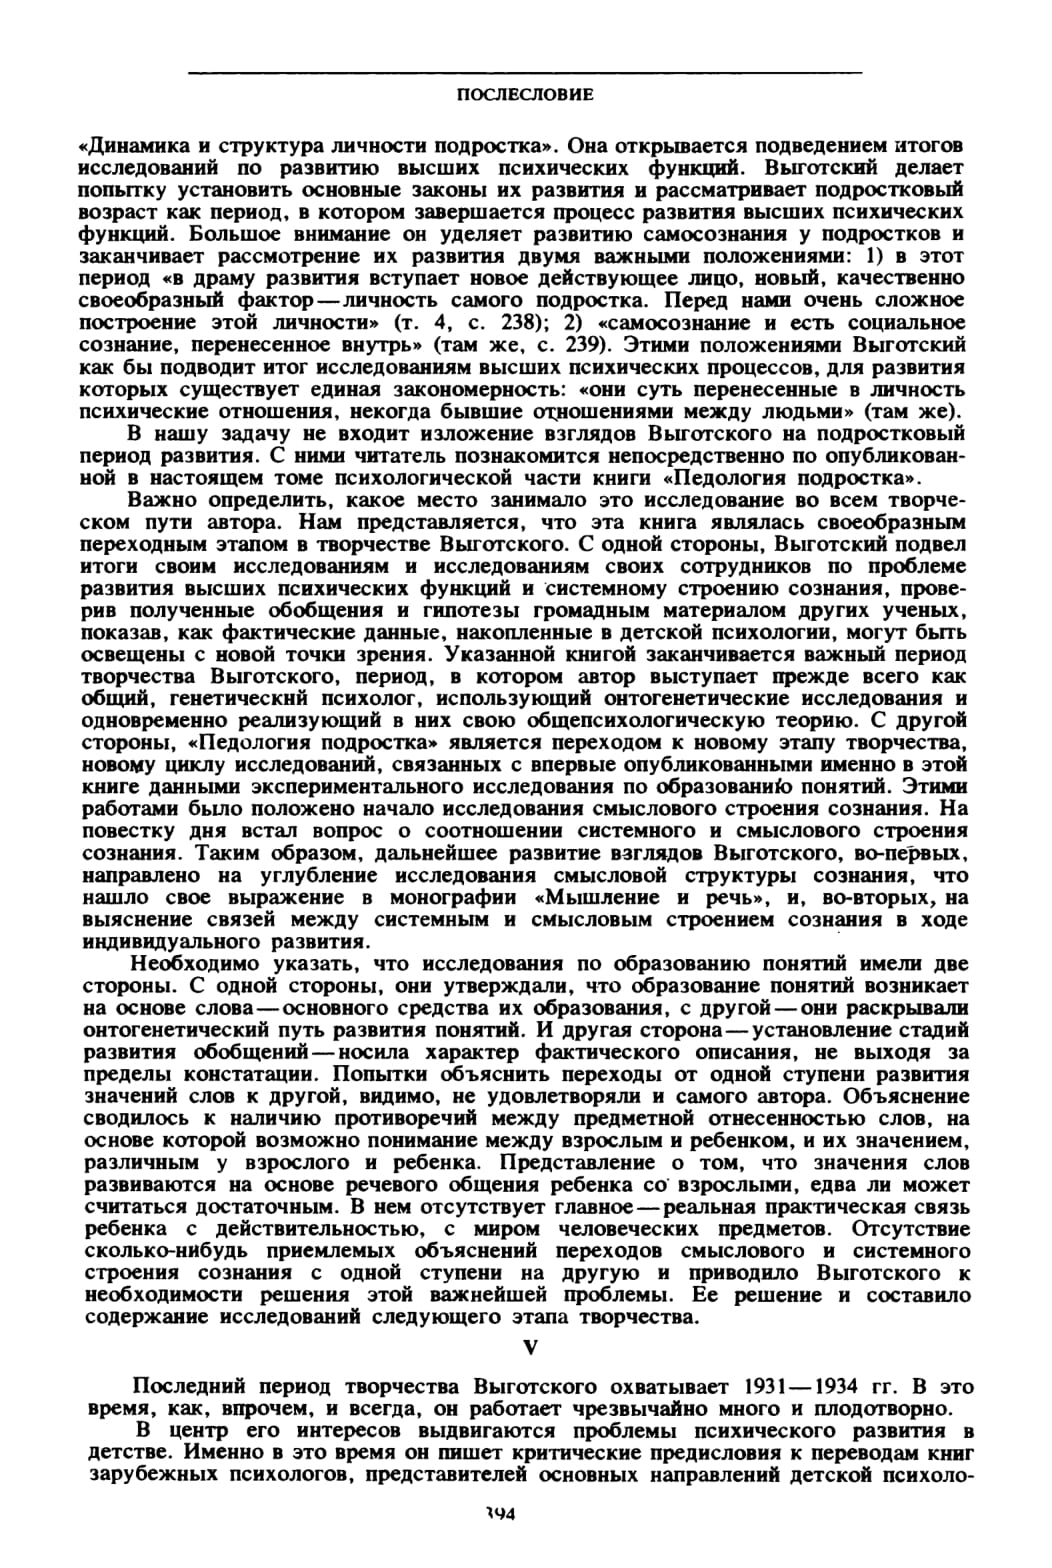 ПОСЛЕСЛОВИЕ
«Динамика и структура личности подростка». Она открывается подведением итогов
исследований по развитию высших психических функций. Выготский делает
попытку установить основные законы их развития и рассматривает подростковый
возраст как период, в котором завершается процесс развития высших психических
функций. Большое внимание он уделяет развитию самосознания у подростков и
заканчивает рассмотрение их развития двумя важными положениями: 1) в этот
период «в драму развития вступает новое действующее лицо, новый, качественно
своеобразный фактор — личность самого подростка. Перед нами очень сложное
построение этой личности» (т. 4, с. 238); 2) «самосознание и есть социальное
сознание, перенесенное внутрь» (там же, с. 239). Этими положениями Выготский
как бы подводит итог исследованиям высших психических процессов, для развития
которых существует единая закономерность: «они суть перенесенные в личность
психические отношения, некогда бывшие отношениями между людьми» (там же).
В нашу задачу не входит изложение взглядов Выготского на подростковый
период развития. С ними читатель познакомится непосредственно по опубликован-
ной в настоящем томе психологической части книги «Педология подростка».
Важно определить, какое место занимало это исследование во всем творче-
ском пути автора. Нам представляется, что эта книга являлась своеобразным
переходным этапом в творчестве Выготского. С одной стороны, Выготский подвел
итоги своим исследованиям и исследованиям своих сотрудников по проблеме
развития высших психических функций и системному строению сознания, прове-
рив полученные обобщения и гипотезы громадным материалом других ученых,
показав, как фактические данные, накопленные в детской психологии, могут быть
освещены с новой точки зрения. Указанной книгой заканчивается важный период
творчества Выготского, период, в котором автор выступает прежде всего как
общий, генетическнй психолог, использующий онтогенетические исследования и
одновременно реализующий в них свою общепсихологическую теорию. С другой
стороны, «Педология подростка» является переходом к новому этапу творчества,
новому циклу исследований, связанных с впервые опубликованными именно в этой
книге данными экспериментального исследования по образованию понятий. Этими
работами было положено начало исследования смыслового строения сознания. На
повестку дня встал вопрос о соотношении системного и смыслового строения
сознания. Таким образом, дальнейшее развитие взглядов Выготского, во-первых,
направлено на углубление исследования смысловой структуры сознания, что
нашло свое выражение в монографии «Мышление и речь», и, во-вторых, на
выяснение связей между системным и смысловым строением сознания в ходе
индивидуального развития.
Необходимо указать, что исследования по образованию понятий имели две
стороны. С одной стороны, они утверждали, что образование понятий возникает
на основе слова — основного средства их образования, с другой — они раскрывали
онтогенетический путь развития понятий. И другая сторона — установление стадий
развития обобщений — носила характер фактического описания, не выходя за
пределы констатации. Попытки объяснить переходы от одной ступени развития
значений слов к другой, видимо, не удовлетворяли и самого автора. Объяснение
сводилось к наличию противоречий между предметной отнесенностью слов, на
основе которой возможно понимание между взрослым и ребенком, и их значением,
различным у взрослого и ребенка. Представление о том, что значения слов
развиваются на основе речевого общения ребенка со взрослыми, едва ли может
считаться достаточным. В нем отсутствует главное — реальная практическая связь
ребенка с действительностью, с миром человеческих предметов. Отсутствие
сколько-нибудь приемлемых объяснений переходов смыслового и системного
строения сознания с одной ступени на другую и приводило Выготского к
необходимости решения этой важнейшей проблемы. Ее решение и составило
содержание исследований следующего этапа творчества.
V
Последний период творчества Выготского охватывает 1931 — 1934 гг. В это
время, как, впрочем, и всегда, он работает чрезвычайно много и плодотворно.
В центр его интересов выдвигаются проблемы психического развития в
детстве. Именно в это время он пишет критические предисловия к переводам книг
зарубежных психологов, представителей основных направлений детской психоло-
394